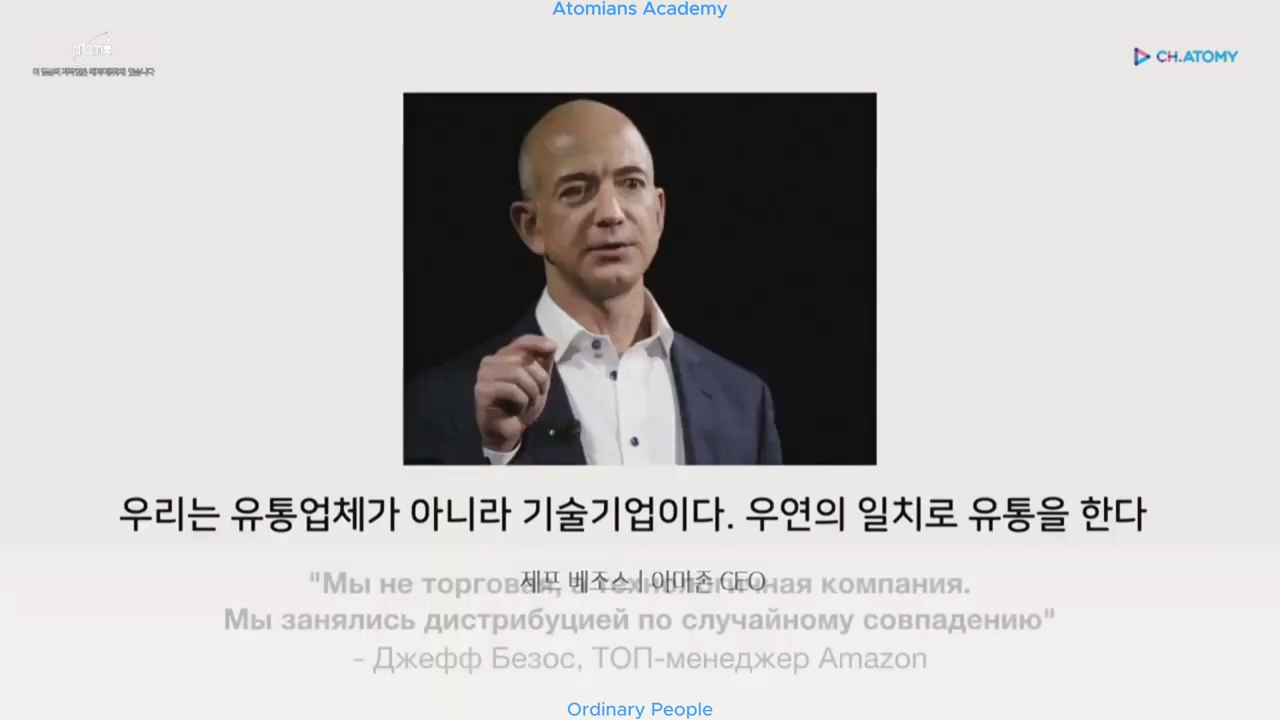 Atomians Academy
CH.ATOMY
우리는 유통업체가 아니라 기술기업이다. 우연의 일치로 유통을 한다
제프 베조스 | 아마존 CEO
"Мы не торговая, а технологичная компания.
Мы занялись дистрибуцией по случайному совпадению"
- Джефф Безос, ТОП-менеджер Amazon
Ordinary People